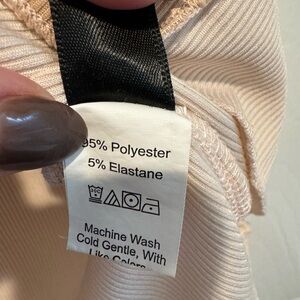 95% Polyester
5% Elastane
Machine Wash
Cold Gentle, With
Like Colors